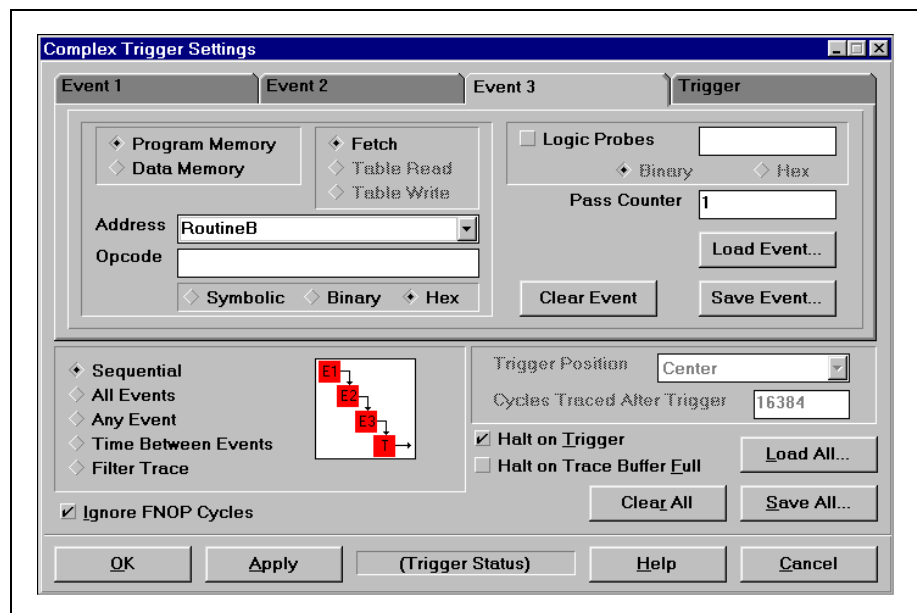 Complex Trigger Settings
Event 1
Event 2
Event 3
Trigger
Program Memory
Data Memory
Fetch
Table Read
Table Write
Address RoutineB
Opcode
Symbolic Binary Hex
Logic Probes
Binary Hex
Pass Counter 1
Load Event...
Clear Event
Save Event...
Sequential
All Events
Any Event
Time Between Events
Filter Trace
E1
E2
E3
T
Ignore FNOP Cycles
Trigger Position Center
Cycles Traced After Trigger 16384
Halt on Trigger
Halt on Trace Buffer Full
Load All...
Clear All
Save All...
OK
Apply
(Trigger Status)
Help
Cancel